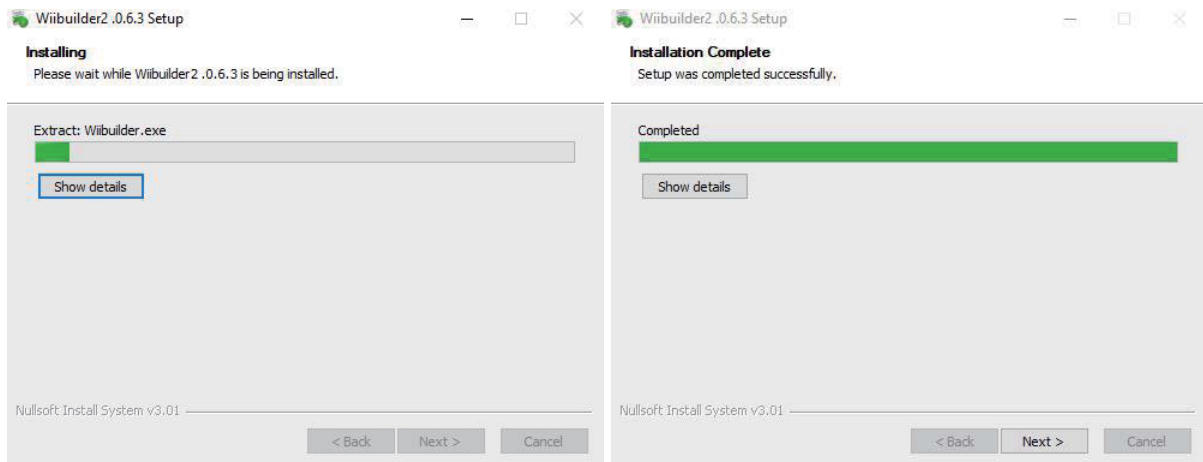 Wiibuilder2 .0.6.3 Setup
Installing
Please wait while Wiibuilder2 .0.6.3 is being installed.
Extract: Wiibuilder.exe
Show details
Nullsoft Install System v3.01
< Back
Next >
Cancel
Wiibuilder2 .0.6.3 Setup
Installation Complete
Setup was completed successfully.
Completed
Show details
Nullsoft Install System v3.01
< Back
Next >
Cancel